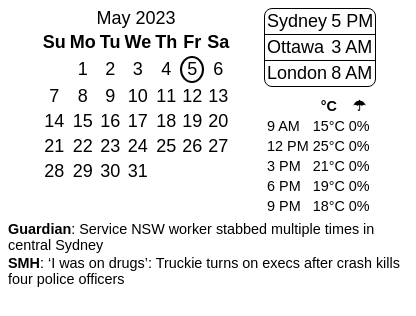 May 2023
Su Mo Tu We Th Fr Sa
1 2 3 4 5 6
7 8 9 10 11 12 13
14 15 16 17 18 19 20
21 22 23 24 25 26 27
28 29 30 31
Sydney 5 PM
Ottawa 3 AM
London 8 AM
°C ☂
9 AM 15°C 0%
12 PM 25°C 0%
3 PM 21°C 0%
6 PM 19°C 0%
9 PM 18°C 0%
Guardian: Service NSW worker stabbed multiple times in
central Sydney
SMH: ‘I was on drugs’: Truckie turns on execs after crash kills
four police officers